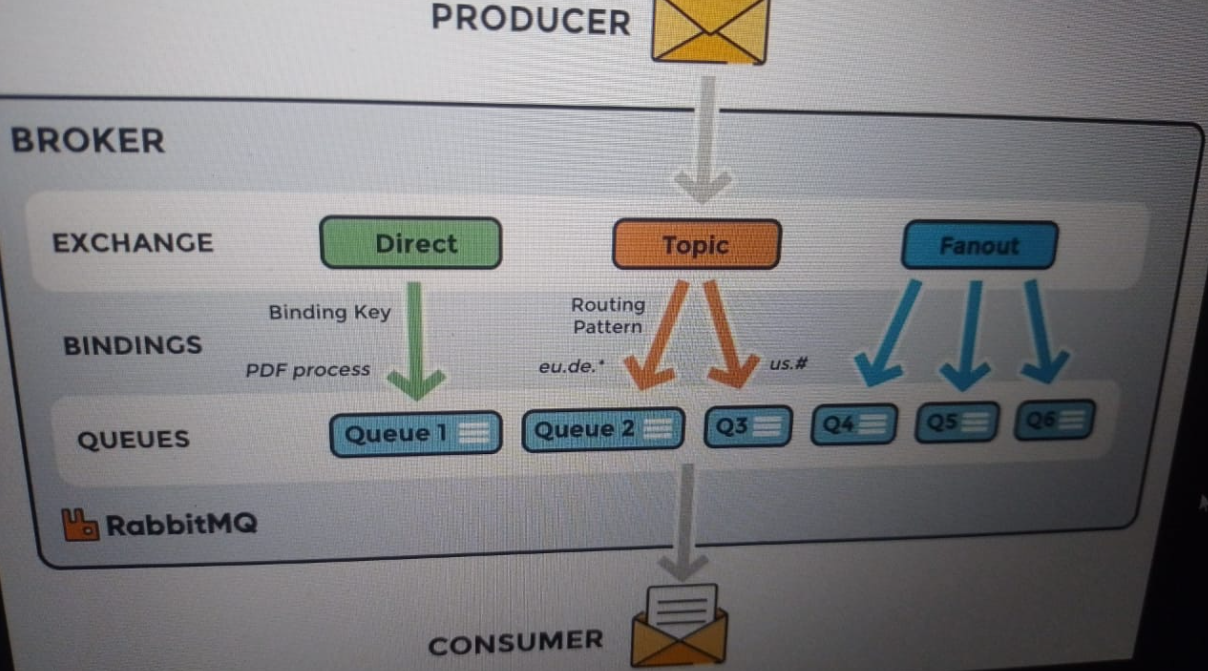 PRODUCER
BROKER
EXCHANGE
Direct
Topic
Fanout
Binding Key
Routing
Pattern
BINDINGS
PDF process
eu.de.*
us.#
QUEUES
Queue 1
Queue 2
Q3
Q4
Q5
Q6
RabbitMQ
CONSUMER